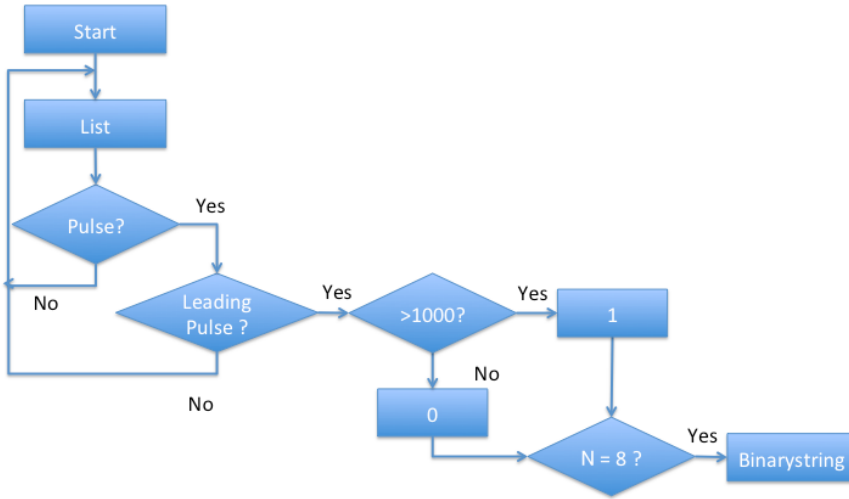 Start
List
Pulse?
Yes
No
Leading
Pulse ?
Yes
No
>1000?
Yes
1
No
0
N = 8 ?
Yes
Binarystring